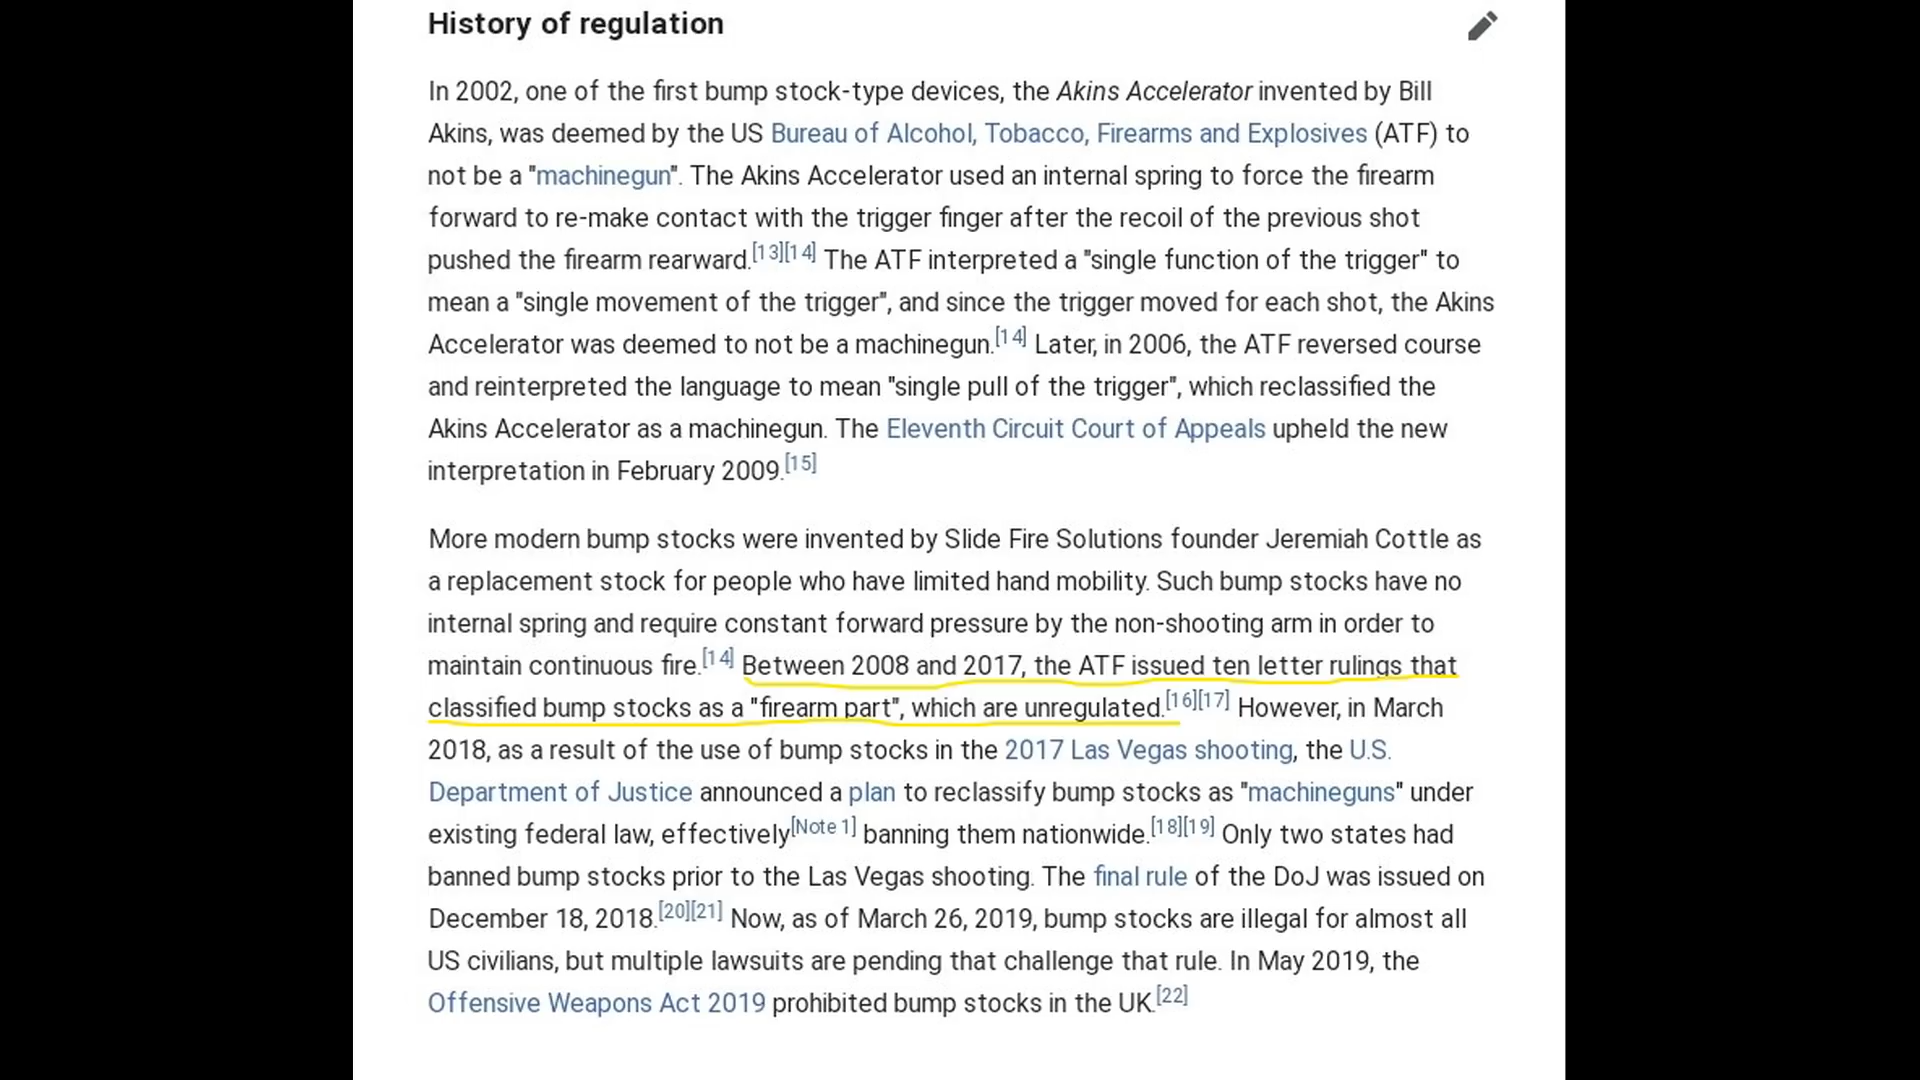 History of regulation
In 2002, one of the first bump stock-type devices, the Akins Accelerator invented by Bill
Akins, was deemed by the US Bureau of Alcohol, Tobacco, Firearms and Explosives (ATF) to
not be a "machinegun". The Akins Accelerator used an internal spring to force the firearm
forward to re-make contact with the trigger finger after the recoil of the previous shot
pushed the firearm rearward.[13][14] The ATF interpreted a "single function of the trigger" to
mean a "single movement of the trigger", and since the trigger moved for each shot, the Akins
Accelerator was deemed to not be a machinegun.[14] Later, in 2006, the ATF reversed course
and reinterpreted the language to mean "single pull of the trigger", which reclassified the
Akins Accelerator as a machinegun. The Eleventh Circuit Court of Appeals upheld the new
interpretation in February 2009.[15]
More modern bump stocks were invented by Slide Fire Solutions founder Jeremiah Cottle as
a replacement stock for people who have limited hand mobility. Such bump stocks have no
internal spring and require constant forward pressure by the non-shooting arm in order to
maintain continuous fire.[14] Between 2008 and 2017, the ATF issued ten letter rulings that
classified bump stocks as a "firearm part", which are unregulated.[16][17] However, in March
2018, as a result of the use of bump stocks in the 2017 Las Vegas shooting, the U.S.
Department of Justice announced a plan to reclassify bump stocks as "machineguns" under
existing federal law, effectively[Note 1] banning them nationwide.[18][19] Only two states had
banned bump stocks prior to the Las Vegas shooting. The final rule of the DoJ was issued on
December 18, 2018.[20][21] Now, as of March 26, 2019, bump stocks are illegal for almost all
US civilians, but multiple lawsuits are pending that challenge that rule. In May 2019, the
Offensive Weapons Act 2019 prohibited bump stocks in the UK.[22]